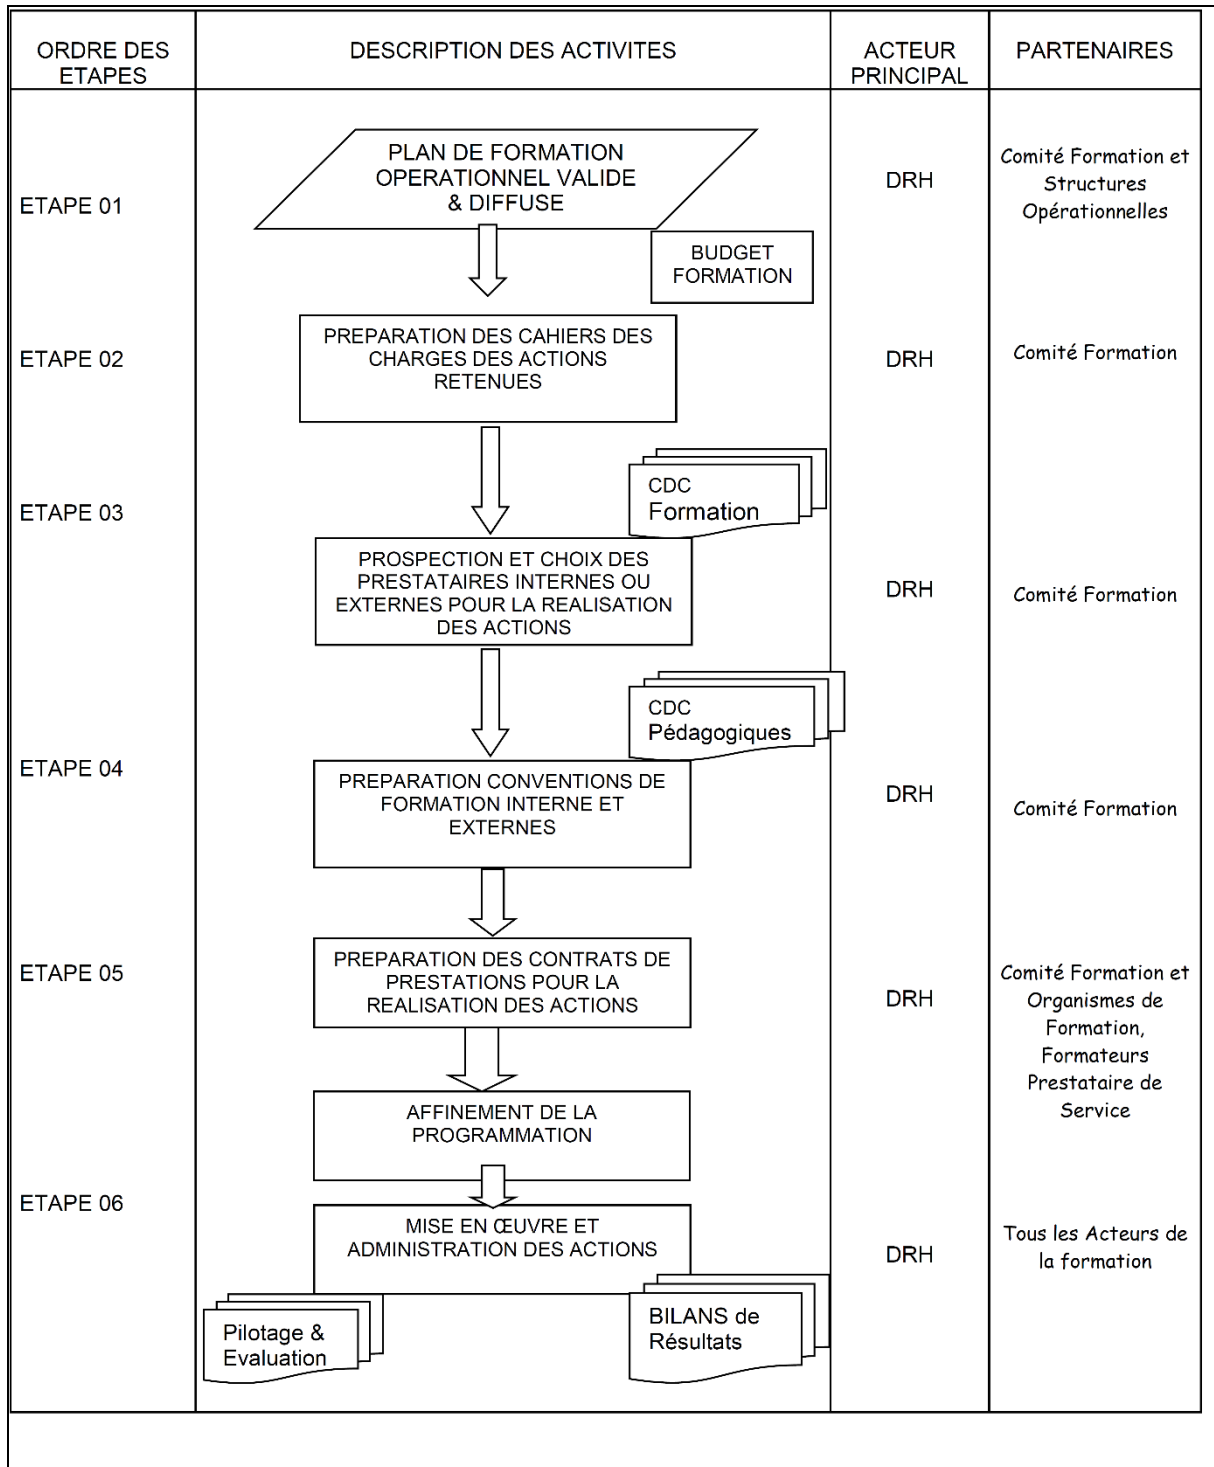 ORDRE DES
ETAPES
DESCRIPTION DES ACTIVITES
ACTEUR
PRINCIPAL
PARTENAIRES
ETAPE 01
PLAN DE FORMATION
OPERATIONNEL VALIDE
& DIFFUSE
BUDGET
FORMATION
DRH
Comité Formation et
Structures
Opérationnelles
ETAPE 02
PREPARATION DES CAHIERS DES
CHARGES DES ACTIONS
RETENUES
DRH
Comité Formation
ETAPE 03
CDC
Formation
PROSPECTION ET CHOIX DES
PRESTATAIRES INTERNES OU
EXTERNES POUR LA REALISATION
DES ACTIONS
DRH
Comité Formation
CDC
Pédagogiques
ETAPE 04
PREPARATION CONVENTIONS DE
FORMATION INTERNE ET
EXTERNES
DRH
Comité Formation
ETAPE 05
PREPARATION DES CONTRATS DE
PRESTATIONS POUR LA
REALISATION DES ACTIONS
DRH
Comité Formation et
Organismes de
Formation,
Formateurs
Prestataire de
Service
AFFINEMENT DE LA
PROGRAMMATION
ETAPE 06
MISE EN ŒUVRE ET
ADMINISTRATION DES ACTIONS
DRH
Tous les Acteurs de
la formation
Pilotage &
Evaluation
BILANS de
Résultats